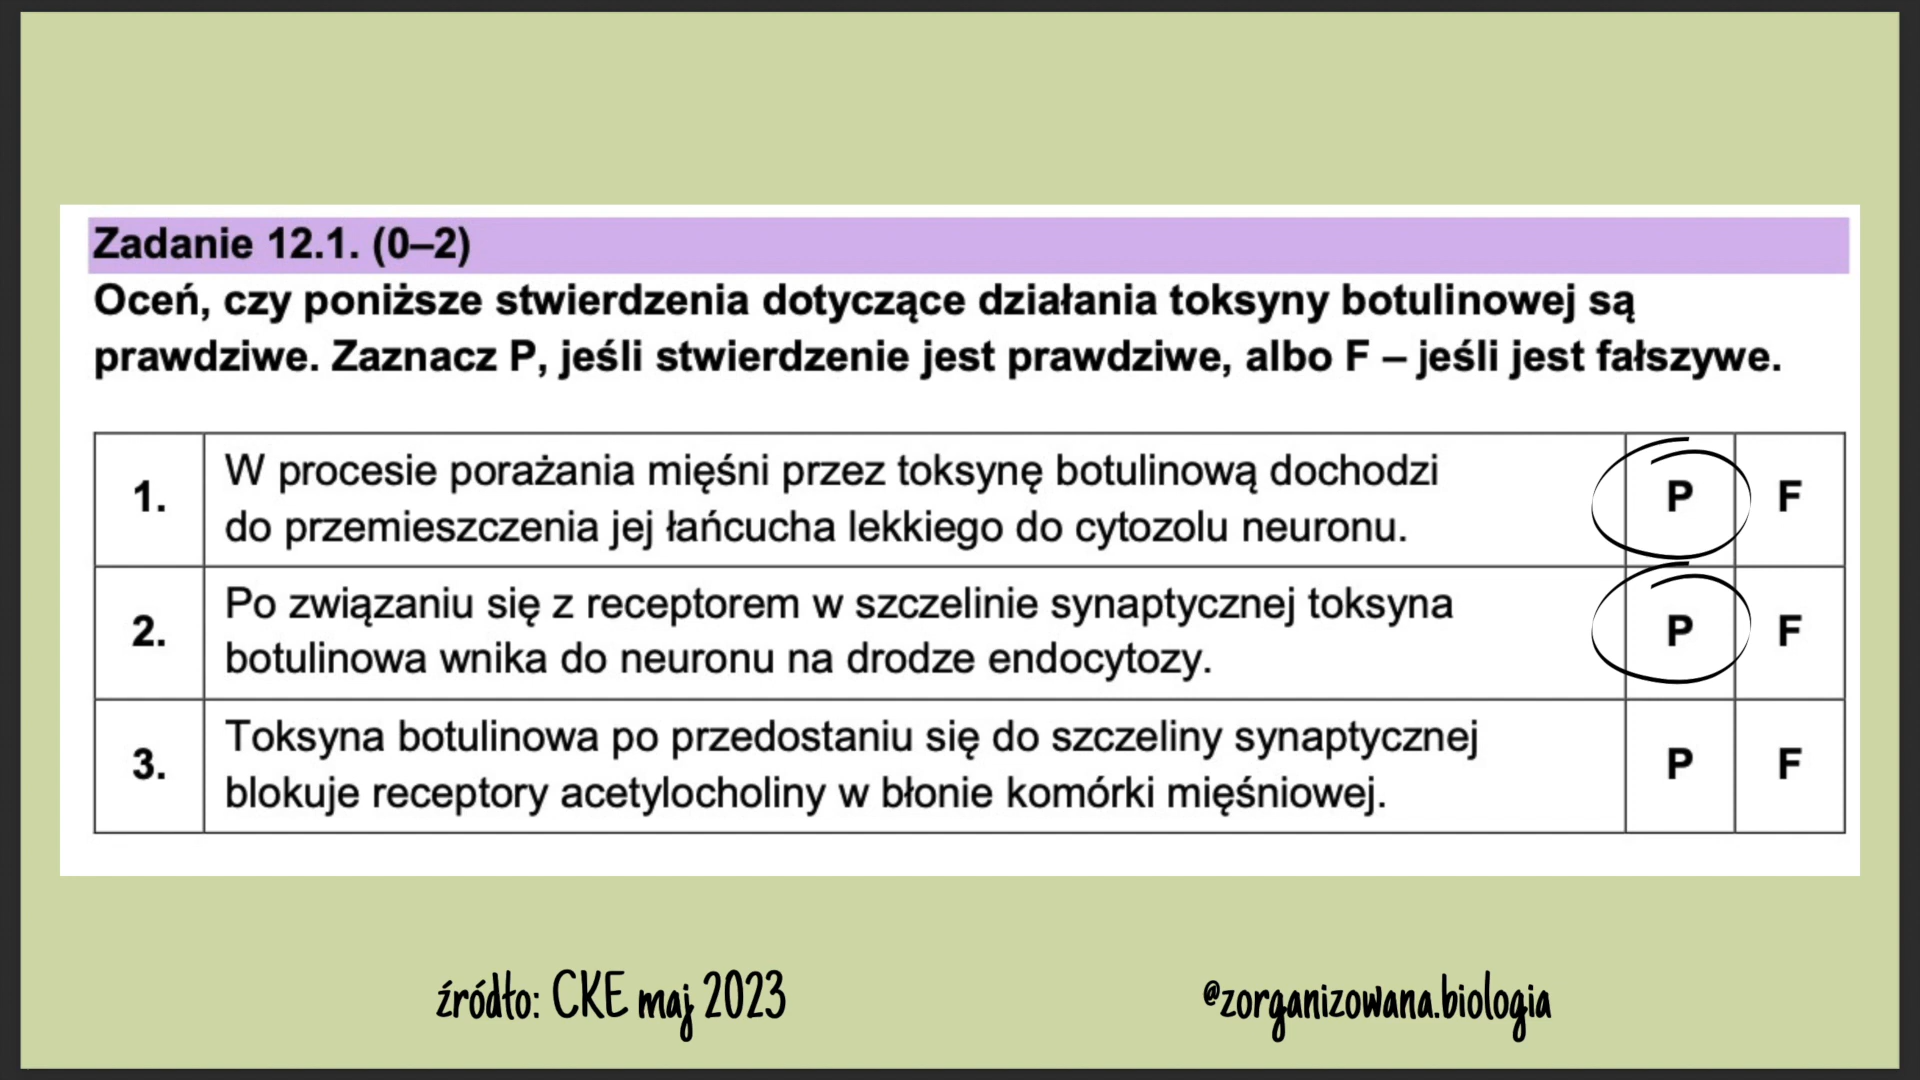 Zadanie 12.1. (0–2)
Oceń, czy poniższe stwierdzenia dotyczące działania toksyny botulinowej są
prawdziwe. Zaznacz P, jeśli stwierdzenie jest prawdziwe, albo F – jeśli jest fałszywe.
1. W procesie porażania mięśni przez toksynę botulinową dochodzi
do przemieszczenia jej łańcucha lekkiego do cytozolu neuronu. P F
2. Po związaniu się z receptorem w szczelinie synaptycznej toksyna
botulinowa wnika do neuronu na drodze endocytozy. P F
3. Toksyna botulinowa po przedostaniu się do szczeliny synaptycznej
blokuje receptory acetylocholiny w błonie komórki mięśniowej. P F
źródło: CKE maj 2023
@zorganizowana.biologia